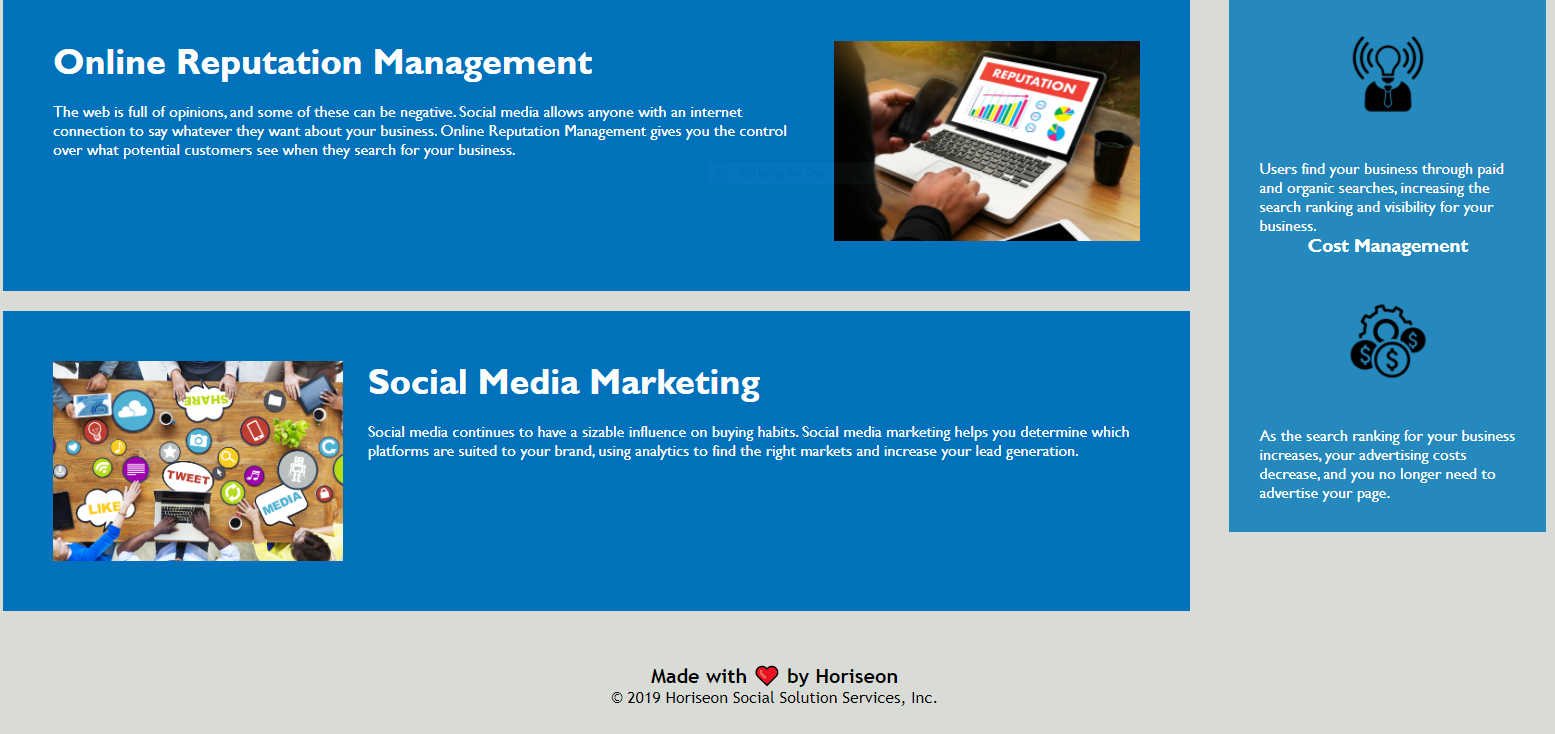 Online Reputation Management
The web is full of opinions, and some of these can be negative. Social media allows anyone with an internet
connection to say whatever they want about your business. Online Reputation Management gives you the control
over what potential customers see when they search for your business.
REPUTATION
Social Media Marketing
Social media continues to have a sizable influence on buying habits. Social media marketing helps you determine which
platforms are suited to your brand, using analytics to find the right markets and increase your lead generation.
SHARE
TWEET
LIKE
MEDIA
Users find your business through paid
and organic searches, increasing the
search ranking and visibility for your
business.
Cost Management
$
$
$
As the search ranking for your business
increases, your advertising costs
decrease, and you no longer need to
advertise your page.
Made with ❤️ by Horiseon
© 2019 Horiseon Social Solution Services, Inc.